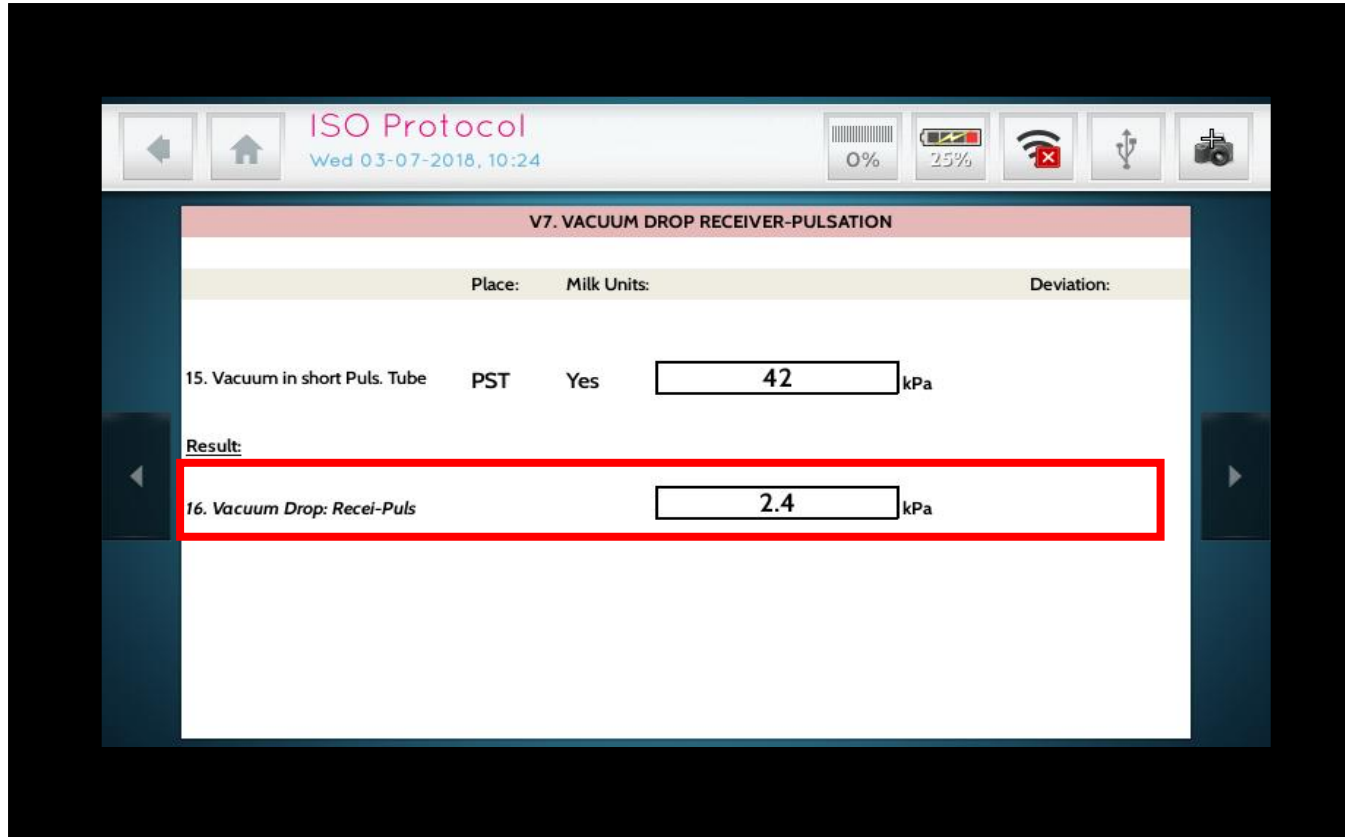 ISO Protocol
Wed 03-07-2018, 10:24
0%
25%
V7. VACUUM DROP RECEIVER-PULSATION
Place: Milk Units: Deviation:
15. Vacuum in short Puls. Tube PST Yes 42 kPa
Result:
16. Vacuum Drop: Recei-Puls 2.4 kPa